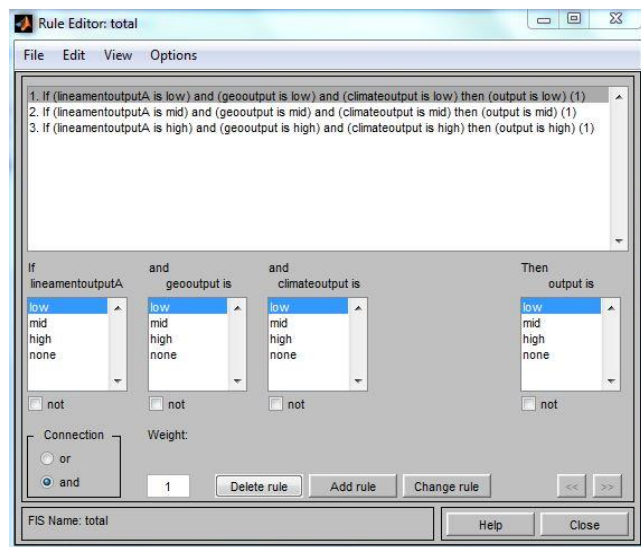 Rule Editor: total
File Edit View Options
1. If (lineamentoutputA is low) and (geooutput is low) and (climateoutput is low) then (output is low) (1)
2. If (lineamentoutputA is mid) and (geooutput is mid) and (climateoutput is mid) then (output is mid) (1)
3. If (lineamentoutputA is high) and (geooutput is high) and (climateoutput is high) then (output is high) (1)
If and and Then
lineamentoutputA geooutput is climateoutput is output is
low low low low
mid mid mid mid
high high high high
none none none none
not not not not
Connection Weight:
or
and 1 Delete rule Add rule Change rule << >>
FIS Name: total Help Close